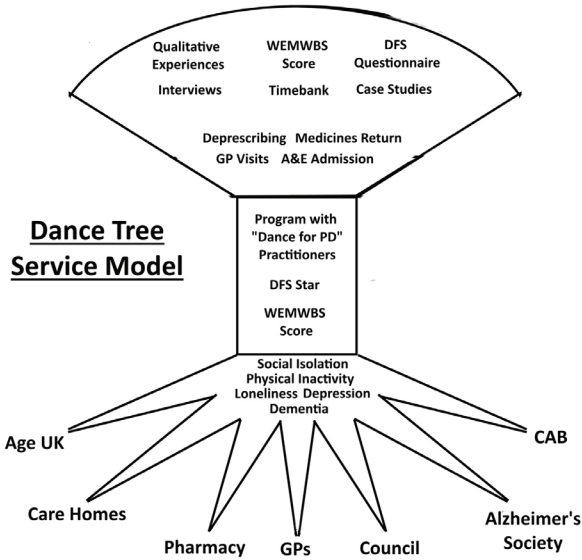 Qualitative Experiences
WEMWBS Score
DFS Questionnaire
Interviews
Timebank
Case Studies
Deprescribing Medicines Return
GP Visits A&E Admission
Dance Tree
Service Model
Program with
"Dance for PD"
Practitioners
DFS Star
WEMWBS
Score
Social Isolation
Physical Inactivity
Loneliness Depression
Dementia
Age UK
CAB
Care Homes
Alzheimer's
Society
Pharmacy
GPs
Council